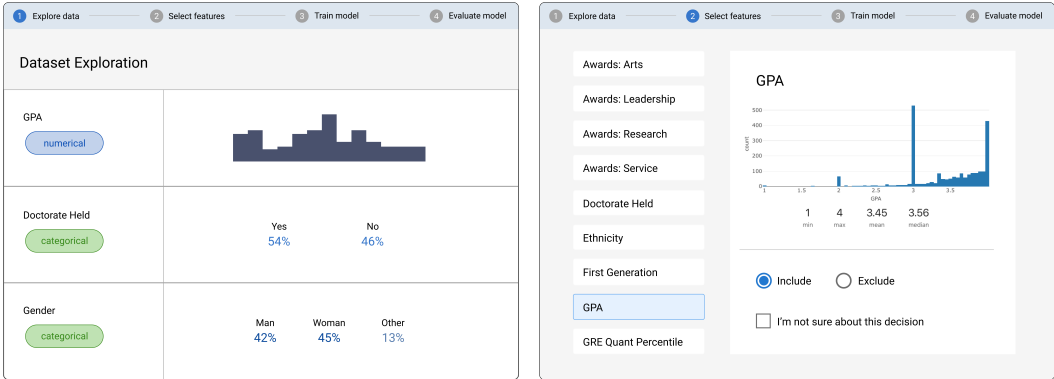 1 Explore data 2 Select features 3 Train model 4 Evaluate model
Dataset Exploration
GPA
numerical
Doctorate Held
categorical
Yes No
54% 46%
Gender
categorical
Man Woman Other
42% 45% 13%
1 Explore data 2 Select features 3 Train model 4 Evaluate model
Awards: Arts
Awards: Leadership
Awards: Research
Awards: Service
Doctorate Held
Ethnicity
First Generation
GPA
GRE Quant Percentile
GPA
500
400
300
200
100
0
count
1 1.5 2 2.5 3 3.5
GPA
1 4 3.45 3.56
min max mean median
Include Exclude
I'm not sure about this decision